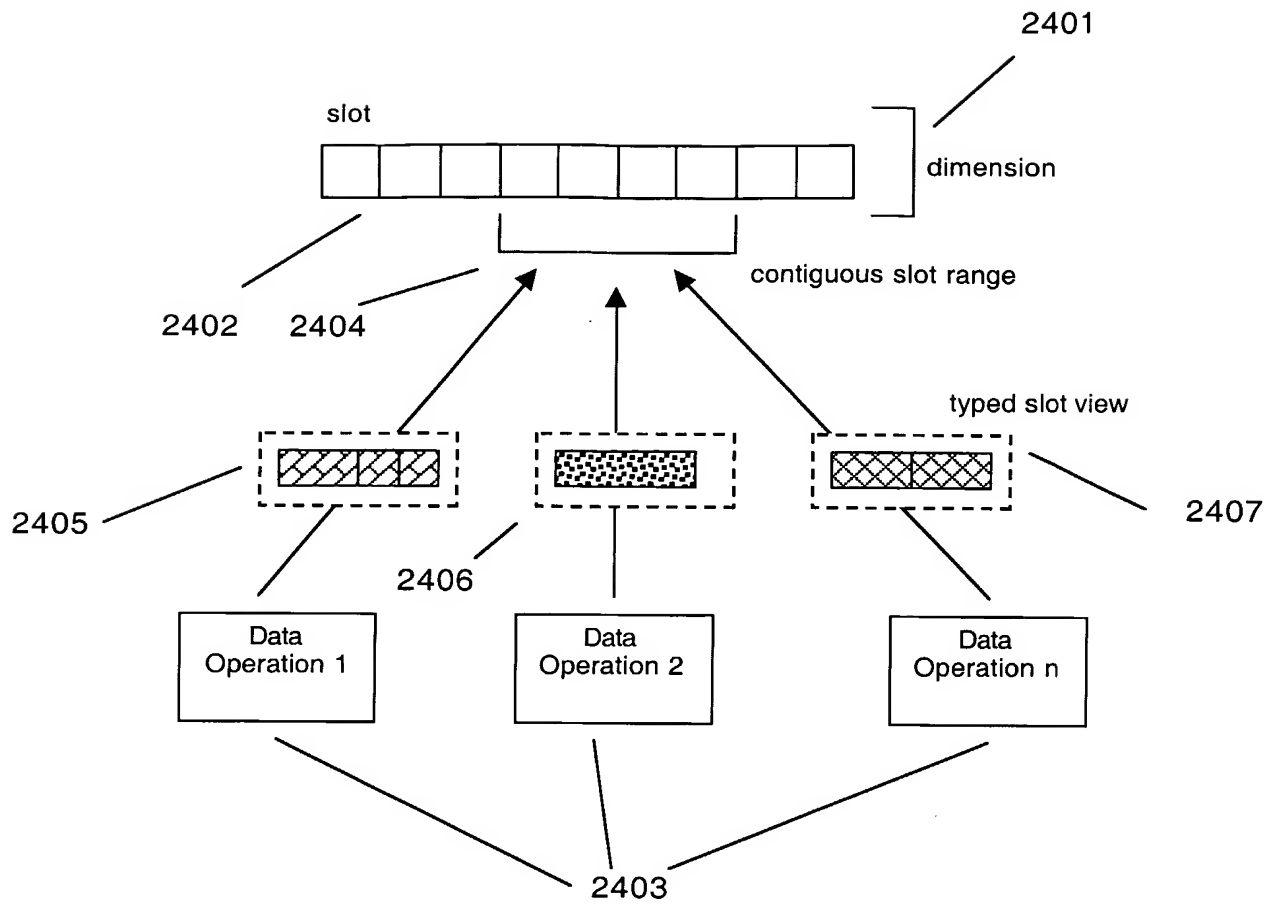 2401
slot
dimension
contiguous slot range
2402
2404
typed slot view
2405
2407
2406
Data
Operation 1
Data
Operation 2
Data
Operation n
2403